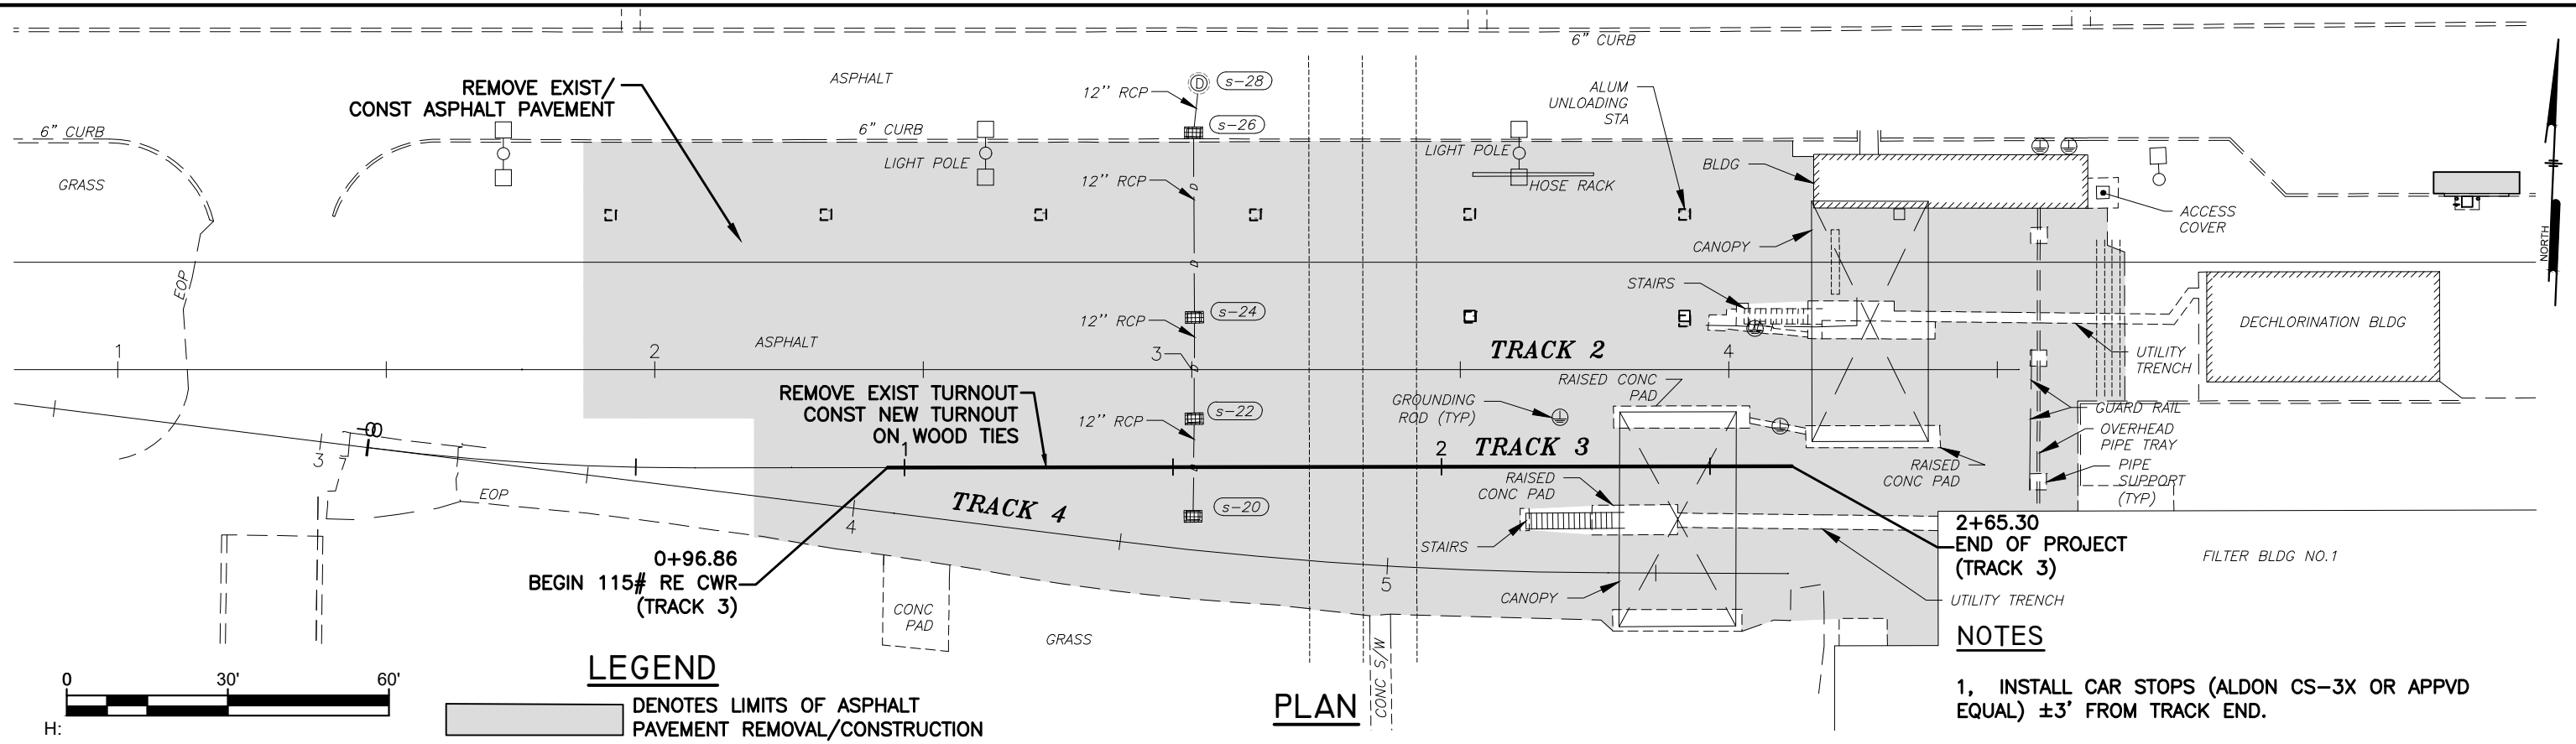 6" CURB
ASPHALT
REMOVE EXIST/
CONST ASPHALT PAVEMENT
12'' RCP
D
s-28
s-26
ALUM
UNLOADING
STA
6" CURB
6" CURB
GRASS
LIGHT POLE
12'' RCP
D
LIGHT POLE
HOSE RACK
BLDG
ACCESS
COVER
NORTH
EOP
D
CANOPY
STAIRS
12'' RCP
s-24
DECHLORINATION BLDG
ASPHALT
1
2
3
D
TRACK 2
4
UTILITY
TRENCH
REMOVE EXIST TURNOUT
CONST NEW TURNOUT
ON WOOD TIES
RAISED CONC
PAD
GROUNDING
ROD (TYP)
12'' RCP
s-22
GUARD RAIL
OVERHEAD
PIPE TRAY
PIPE
SUPPORT
(TYP)
3
1
D
2
TRACK 3
RAISED
CONC PAD
RAISED
CONC PAD
EOP
TRACK 4
4
s-20
STAIRS
2+65.30
END OF PROJECT
(TRACK 3)
FILTER BLDG NO.1
0+96.86
BEGIN 115# RE CWR
(TRACK 3)
5
CANOPY
UTILITY TRENCH
CONC
PAD
GRASS
CONC S/W
NOTES
1, INSTALL CAR STOPS (ALDON CS-3X OR APPVD
EQUAL) ±3' FROM TRACK END.
0 30' 60'
H:
LEGEND
DENOTES LIMITS OF ASPHALT
PAVEMENT REMOVAL/CONSTRUCTION
PLAN